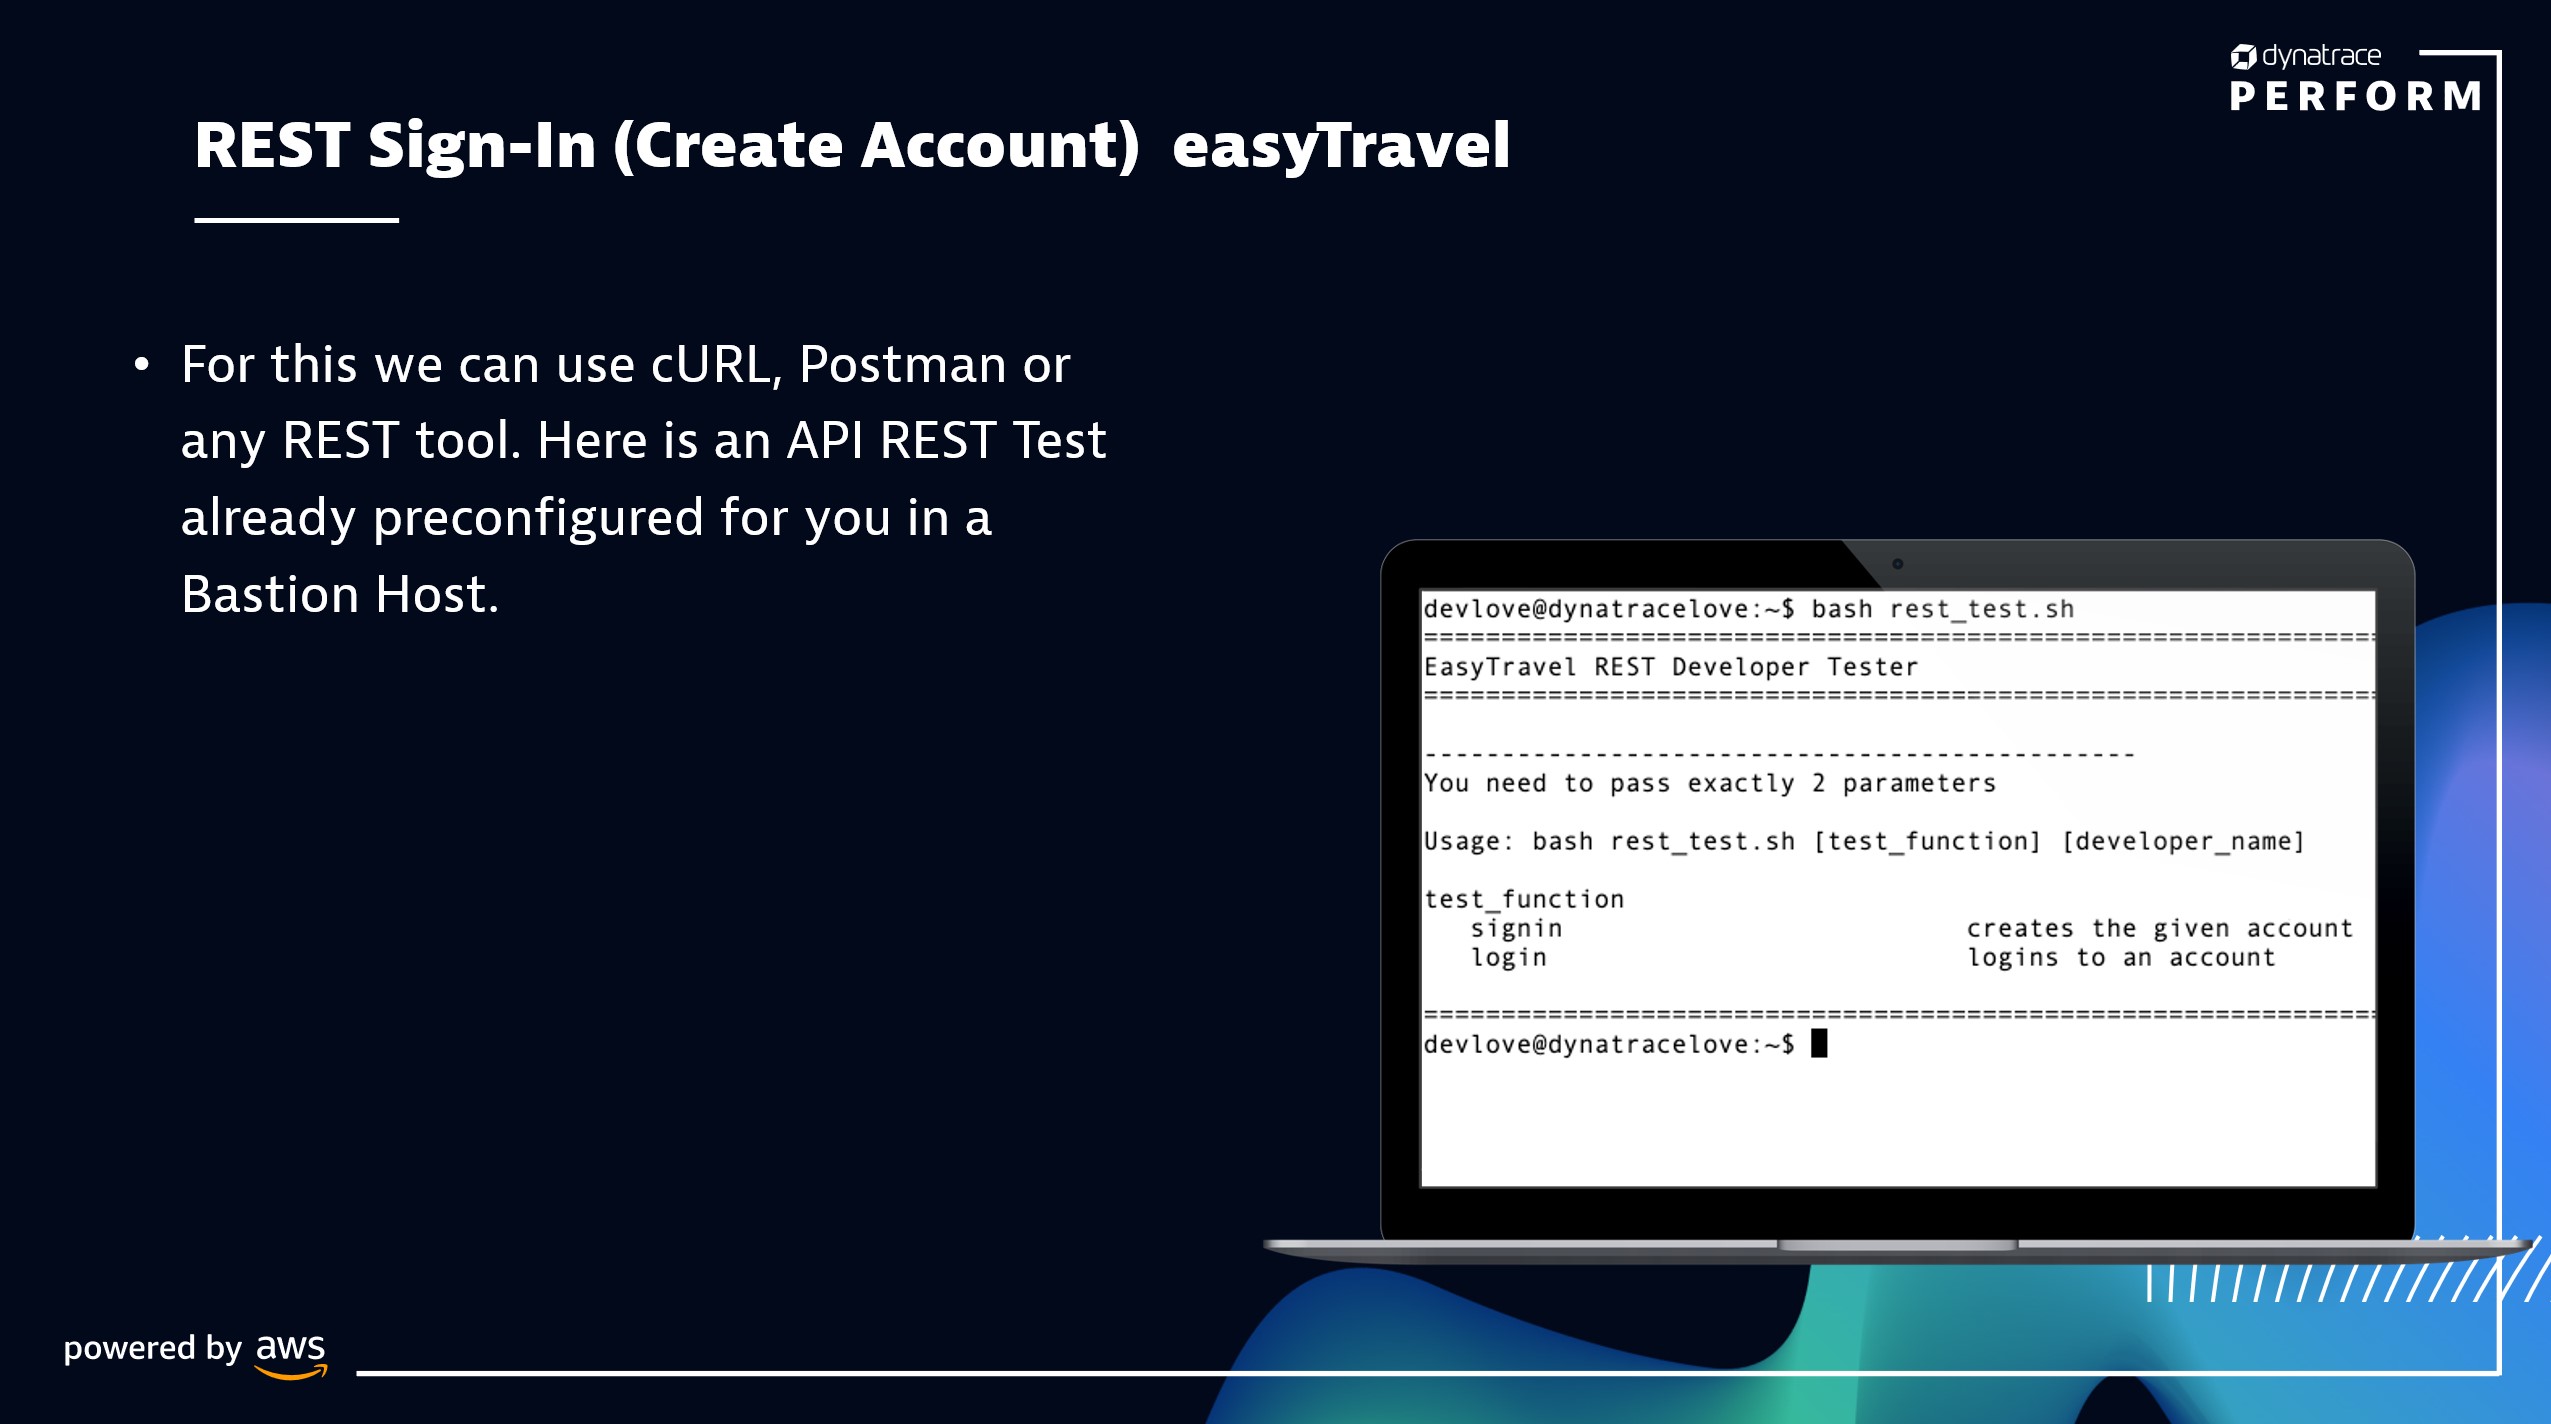 dynatrace
PERFORM
REST Sign-In (Create Account)  easyTravel
• For this we can use cURL, Postman or
any REST tool. Here is an API REST Test
already preconfigured for you in a
Bastion Host.
devlove@dynatracelove:~$ bash rest_test.sh
==============================================================
EasyTravel REST Developer Tester
==============================================================
----------------------------------------------
You need to pass exactly 2 parameters
Usage: bash rest_test.sh [test_function] [developer_name]
test_function
   signin                          creates the given account
   login                           logins to an account
==============================================================
devlove@dynatracelove:~$
powered by aws